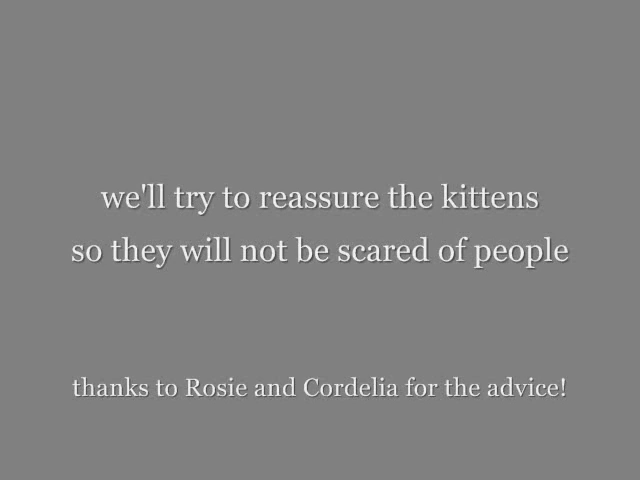 we'll try to reassure the kittens
so they will not be scared of people
thanks to Rosie and Cordelia for the advice!